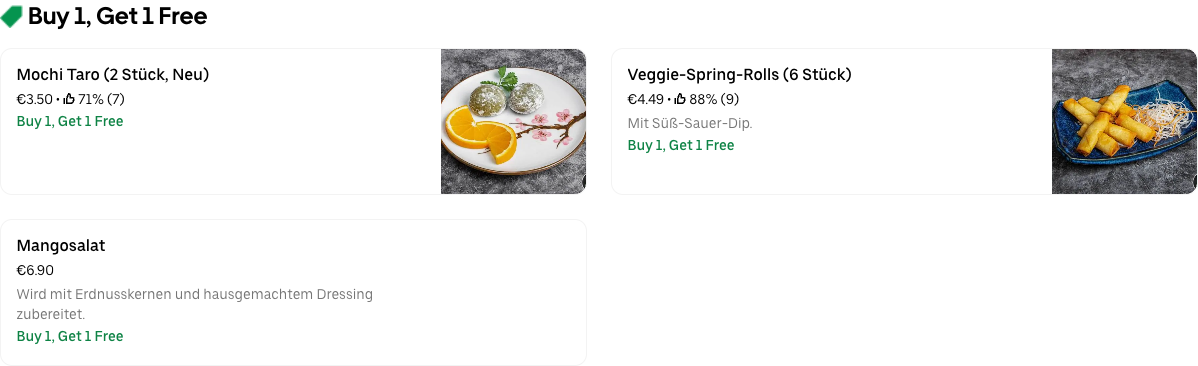 Buy 1, Get 1 Free
Mochi Taro (2 Stück, Neu)
€3.50 • 71% (7)
Buy 1, Get 1 Free
Veggie-Spring-Rolls (6 Stück)
€4.49 • 88% (9)
Mit Süß-Sauer-Dip.
Buy 1, Get 1 Free
Mangosalat
€6.90
Wird mit Erdnusskernen und hausgemachtem Dressing
zubereitet.
Buy 1, Get 1 Free